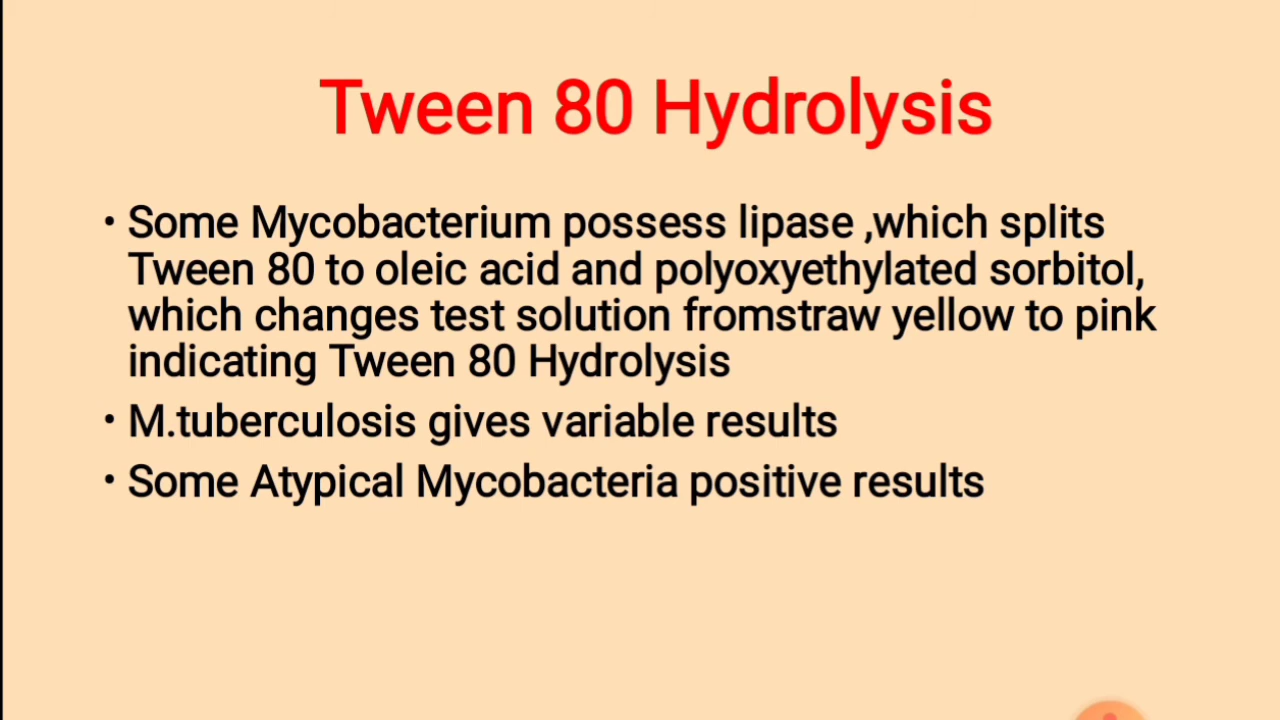 Tween 80 Hydrolysis
• Some Mycobacterium possess lipase ,which splits
Tween 80 to oleic acid and polyoxyethylated sorbitol,
which changes test solution fromstraw yellow to pink
indicating Tween 80 Hydrolysis
• M.tuberculosis gives variable results
• Some Atypical Mycobacteria positive results